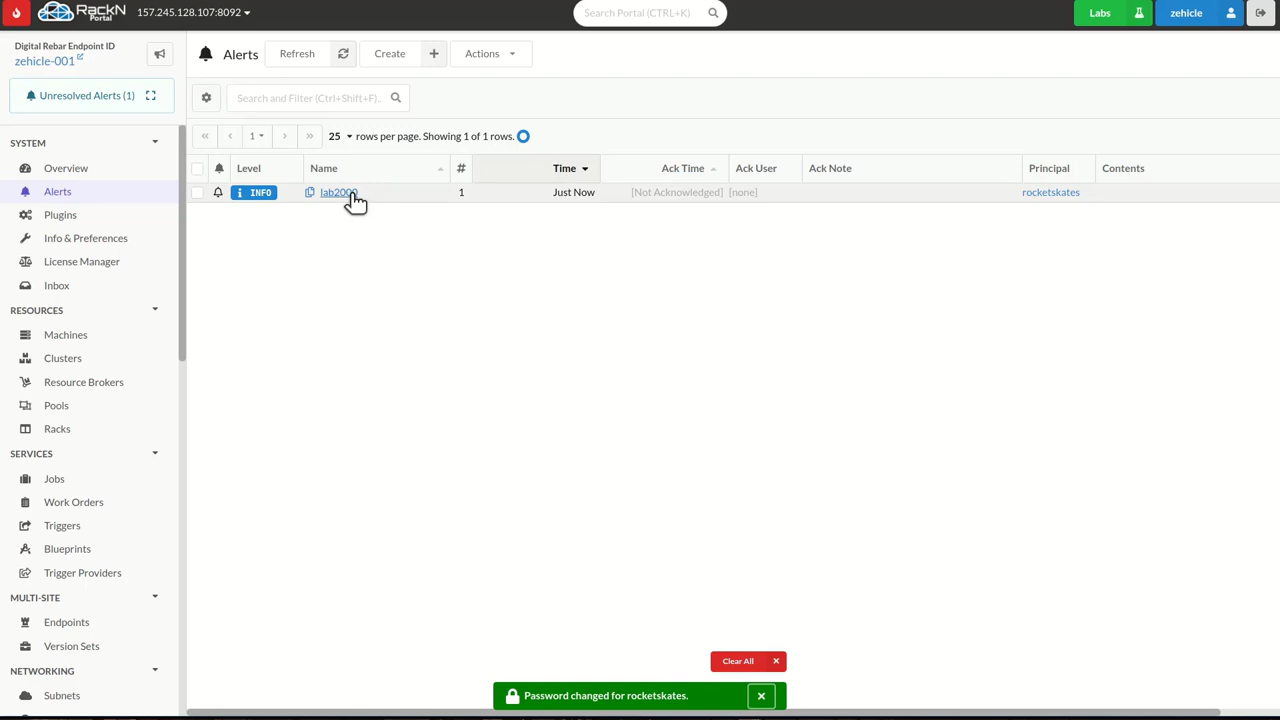 RackN
Portal
157.245.128.107:8092
Search Portal (CTRL+K)
Labs
zehicle
Digital Rebar Endpoint ID
zehicle-001
Unresolved Alerts (1)
Alerts
Refresh
Create
Actions
Search and Filter (Ctrl+Shift+F)..
1
25 rows per page. Showing 1 of 1 rows.
SYSTEM
Overview
Alerts
Plugins
Info & Preferences
License Manager
Inbox
RESOURCES
Machines
Clusters
Resource Brokers
Pools
Racks
SERVICES
Jobs
Work Orders
Triggers
Blueprints
Trigger Providers
MULTI-SITE
Endpoints
Version Sets
NETWORKING
Subnets
Level Name # Time Ack Time Ack User Ack Note Principal Contents
INFO lab2000 1 Just Now [Not Acknowledged] [none] rocketskates
Clear All
Password changed for rocketskates.